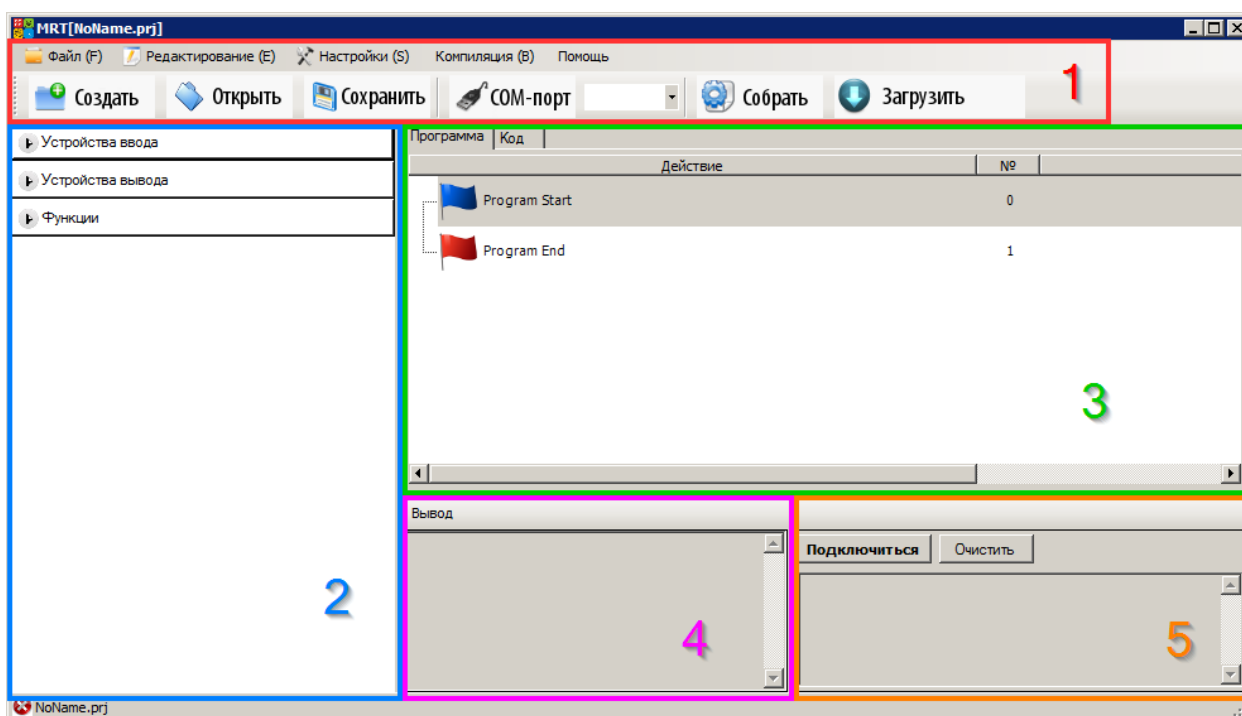 MRT[NoName.prj]
Файл (F) Редактирование (E) Настройки (S) Компиляция (B) Помощь
1
Создать Открыть Сохранить COM-порт Собрать Загрузить
Устройства ввода
Устройства вывода
Функции
2
Программа Код
Действие №
Program Start 0
Program End 1
3
Вывод
4
Подключиться Очистить
5
NoName.prj